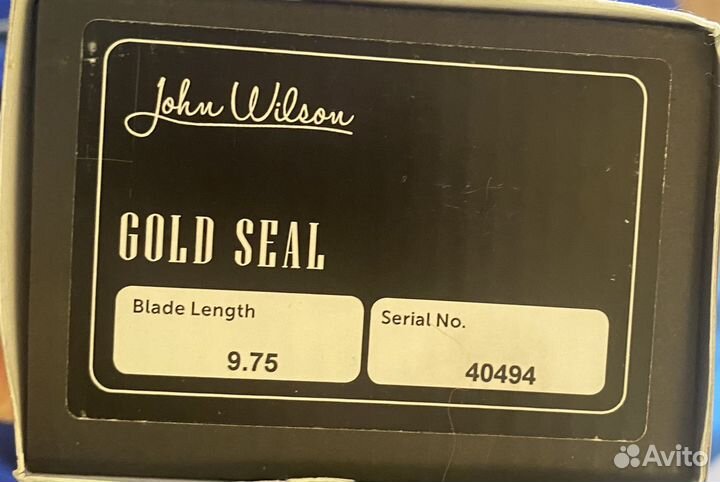 John Wilson
GOLD SEAL
Blade Length
9.75
Serial No.
40494
Avito